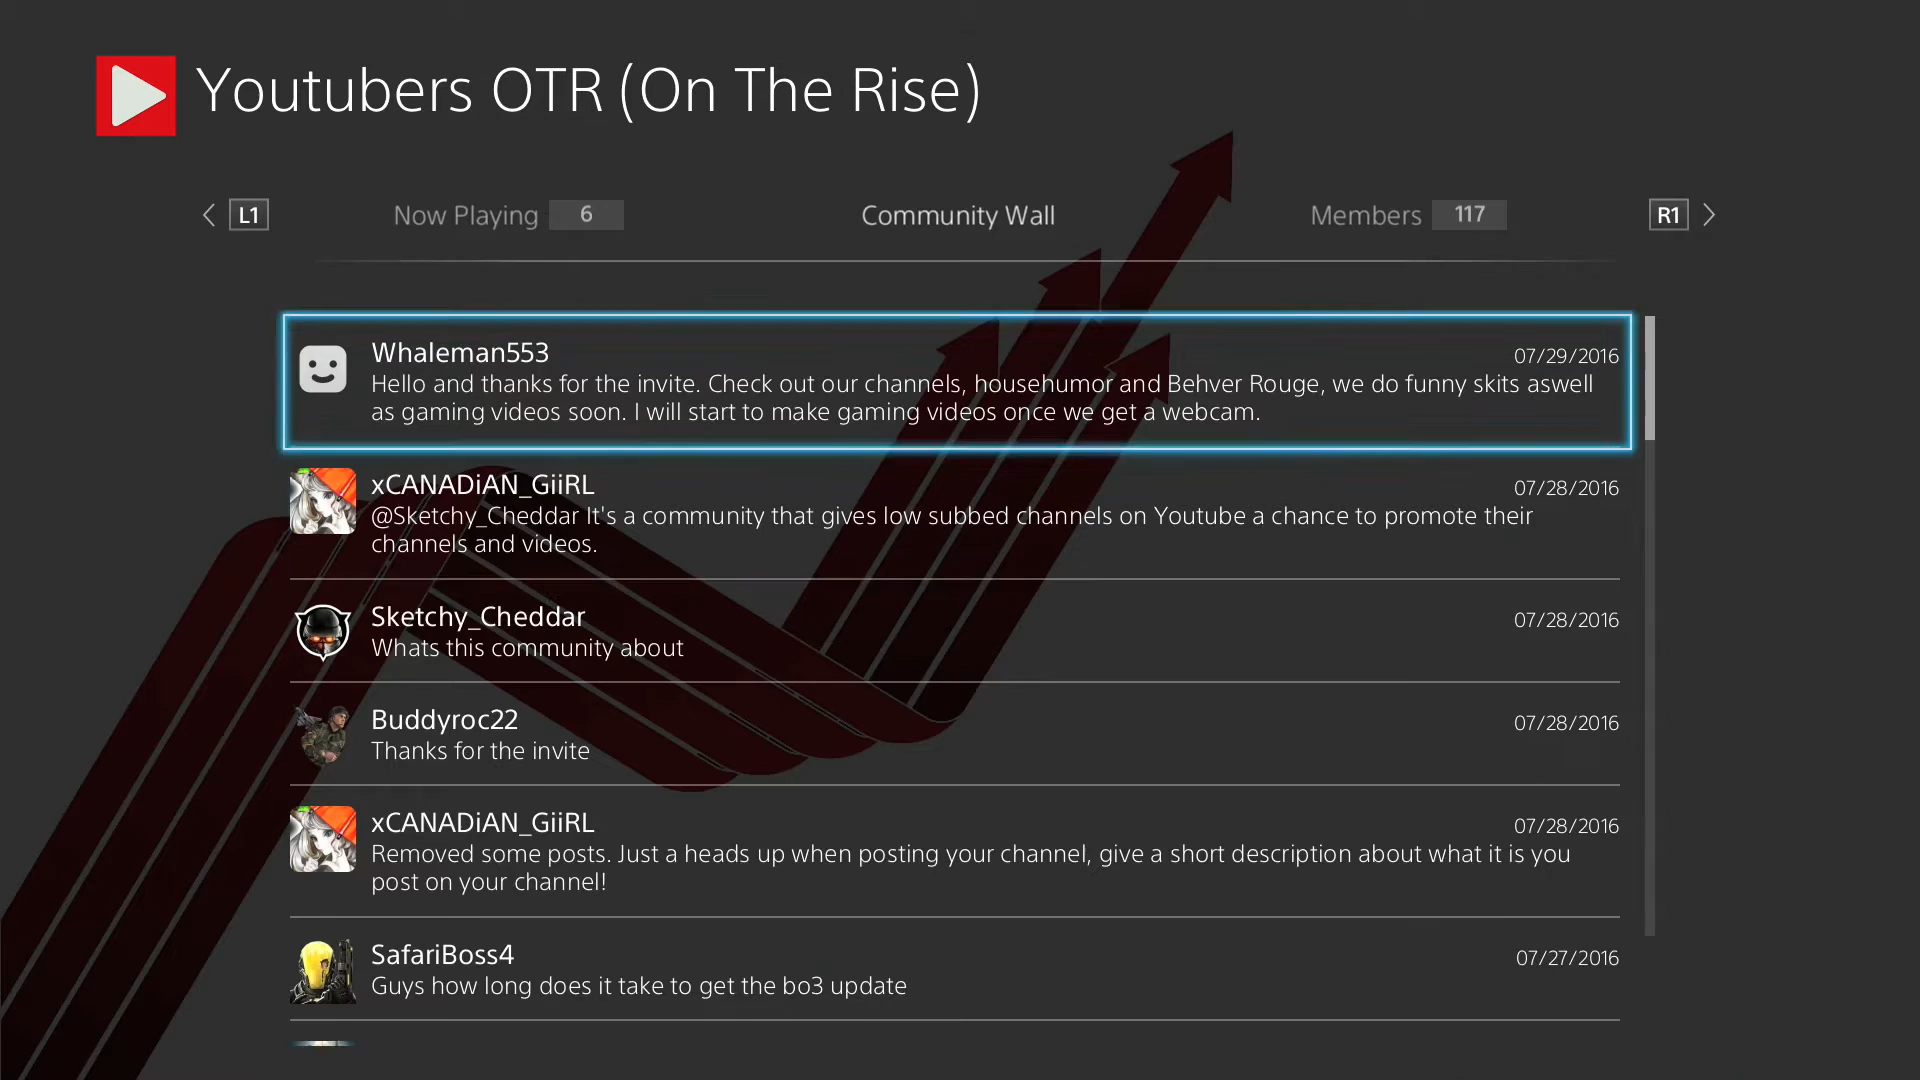 Youtubers OTR (On The Rise)
L1 Now Playing 6 Community Wall Members 117 R1
Whaleman553 07/29/2016
Hello and thanks for the invite. Check out our channels, househumor and Behver Rouge, we do funny skits aswell
as gaming videos soon. I will start to make gaming videos once we get a webcam.
xCANADiAN_GiiRL 07/28/2016
@Sketchy_Cheddar It's a community that gives low subbed channels on Youtube a chance to promote their
channels and videos.
Sketchy_Cheddar 07/28/2016
Whats this community about
Buddyroc22 07/28/2016
Thanks for the invite
xCANADiAN_GiiRL 07/28/2016
Removed some posts. Just a heads up when posting your channel, give a short description about what it is you
post on your channel!
SafariBoss4 07/27/2016
Guys how long does it take to get the bo3 update